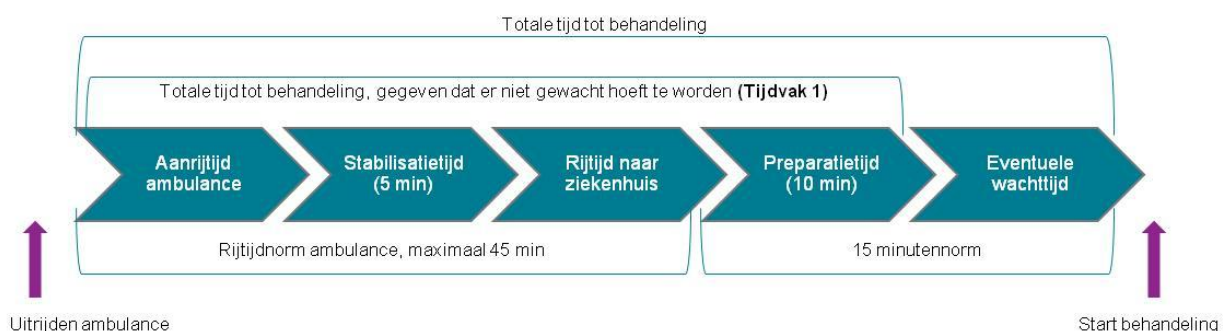 Totale tijd tot behandeling
Totale tijd tot behandeling, gegeven dat er niet gewacht hoeft te worden (Tijdvak 1)
Aanrijtijd
ambulance
Stabilisatietijd
(5 min)
Rijtijd naar
ziekenhuis
Preparatietijd
(10 min)
Eventuele
wachttijd
Rijtijdnorm ambulance, maximaal 45 min
15 minutennorm
Uitrijden ambulance
Start behandeling